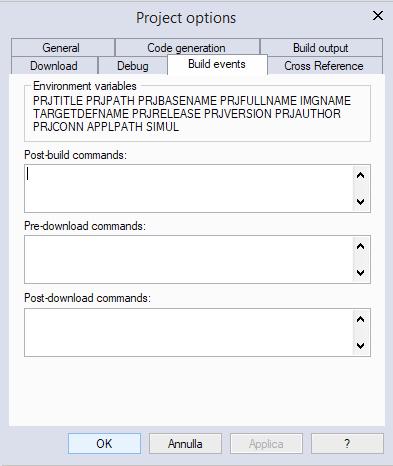 Project options
General Code generation Build output
Download Debug Build events Cross Reference
Environment variables
PRJTITLE PRJPATH PRJBASENAME PRJFULLNAME IMGNAME
TARGETDEFNAME PRJRELEASE PRJVERSION PRJAUTHOR
PRJCONN APPLPATH SIMUL
Post-build commands:
Pre-download commands:
Post-download commands:
OK Annulla Applica ?